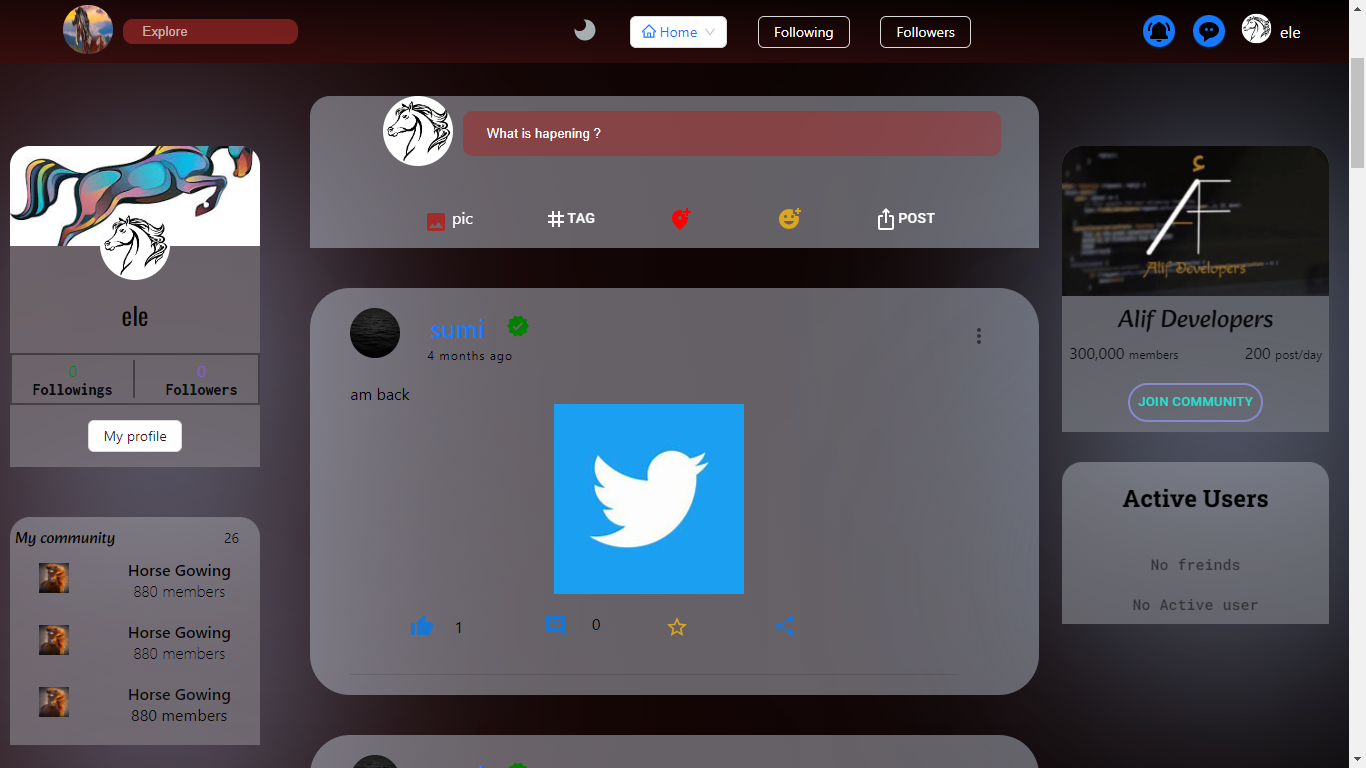 Explore
Home
Following
Followers
ele
What is hapening ?
pic
TAG
POST
ele
0
Followings
0
Followers
My profile
My community
26
Horse Gowing
880 members
Horse Gowing
880 members
Horse Gowing
880 members
sumi
4 months ago
am back
1
0
Alif Developers
Alif Developers
300,000 members
200 post/day
JOIN COMMUNITY
Active Users
No freinds
No Active user